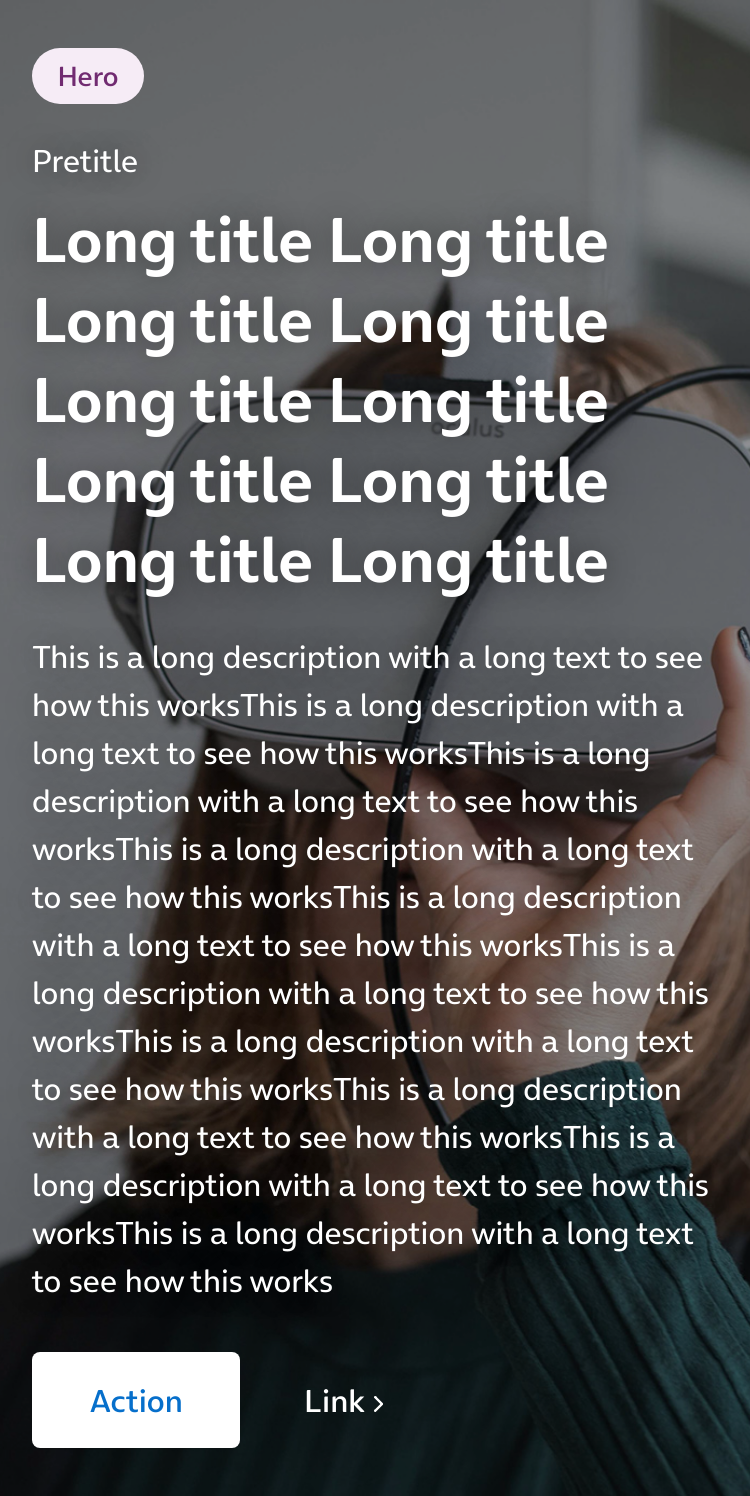 Hero
Pretitle
Long title Long title
Long title Long title
Long title Long title
Long title Long title
Long title Long title
This is a long description with a long text to see
how this worksThis is a long description with a
long text to see how this worksThis is a long
description with a long text to see how this
worksThis is a long description with a long text
to see how this worksThis is a long description
with a long text to see how this worksThis is a
long description with a long text to see how this
worksThis is a long description with a long text
to see how this worksThis is a long description
with a long text to see how this worksThis is a
long description with a long text to see how this
worksThis is a long description with a long text
to see how this works
Action
Link